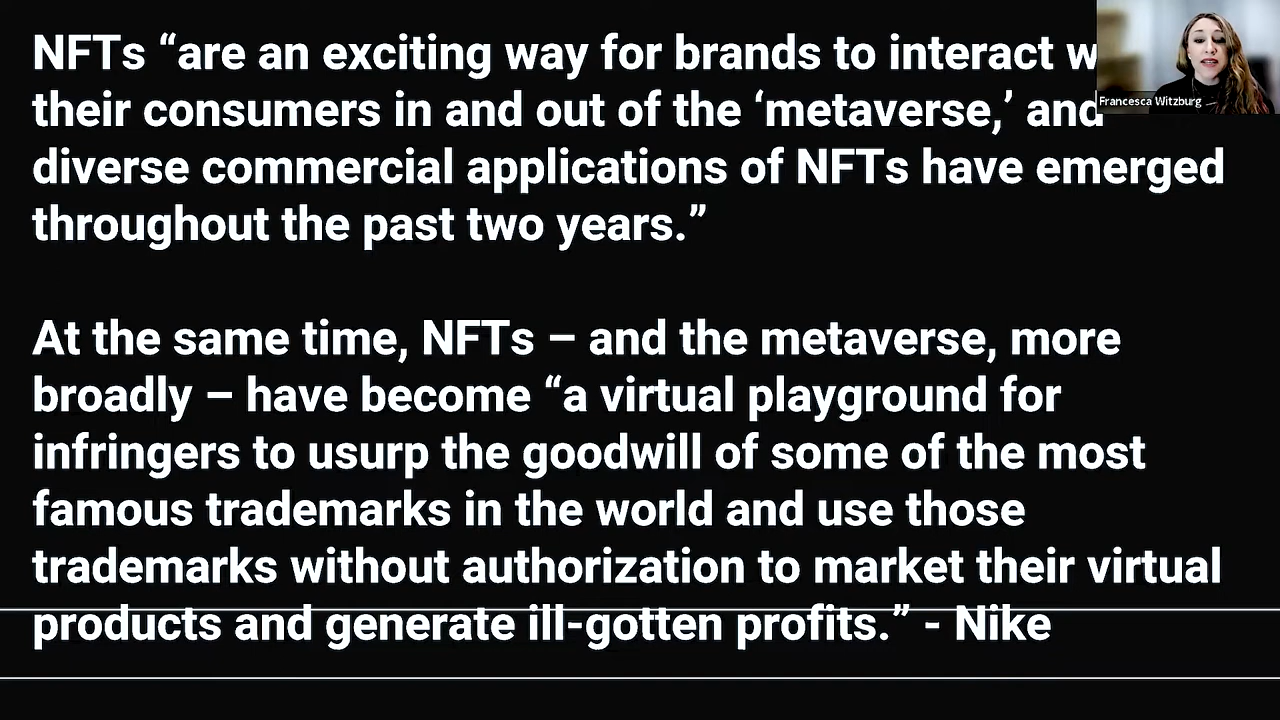 NFTs “are an exciting way for brands to interact
their consumers in and out of the ‘metaverse,’ and
diverse commercial applications of NFTs have emerged
throughout the past two years.”
At the same time, NFTs – and the metaverse, more
broadly – have become “a virtual playground for
infringers to usurp the goodwill of some of the most
famous trademarks in the world and use those
trademarks without authorization to market their virtual
products and generate ill-gotten profits.” - Nike
Francesca Witzburg